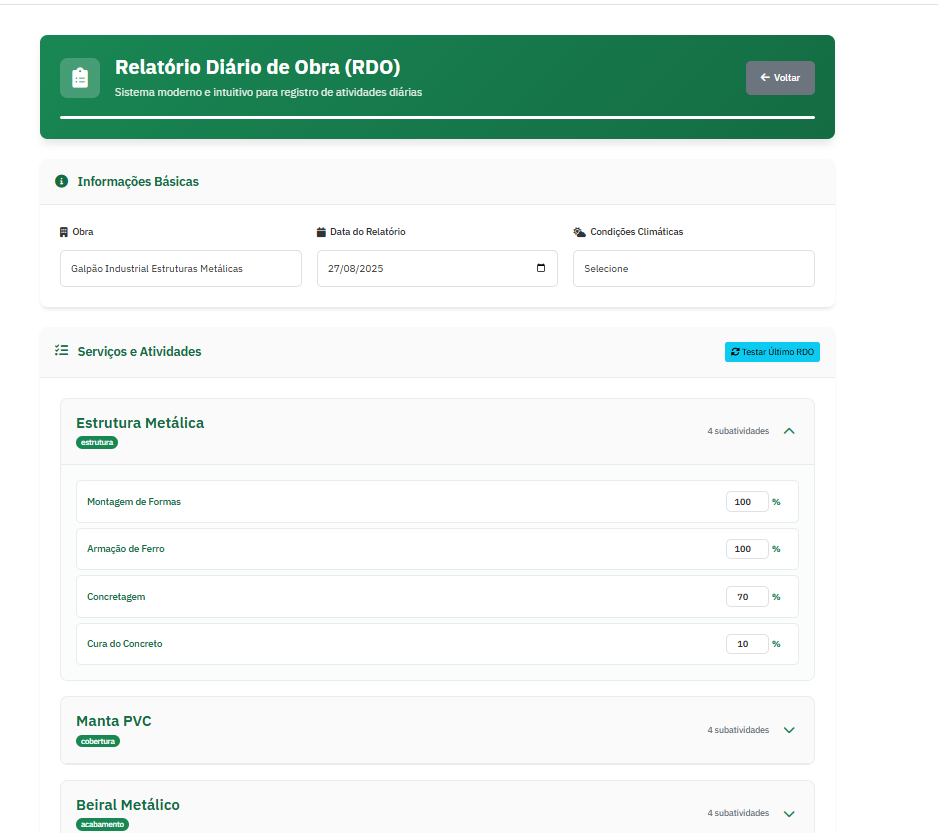 Relatório Diário de Obra (RDO)
Sistema moderno e intuitivo para registro de atividades diárias
Voltar
Informações Básicas
Obra
Data do Relatório
Condições Climáticas
Galpão Industrial Estruturas Metálicas
27/08/2025
Selecione
Serviços e Atividades
Testar Último RDO
Estrutura Metálica
estrutura
4 subatividades
Montagem de Formas
100 %
Armação de Ferro
100 %
Concretagem
70 %
Cura do Concreto
10 %
Manta PVC
cobertura
4 subatividades
Beiral Metálico
acabamento
4 subatividades